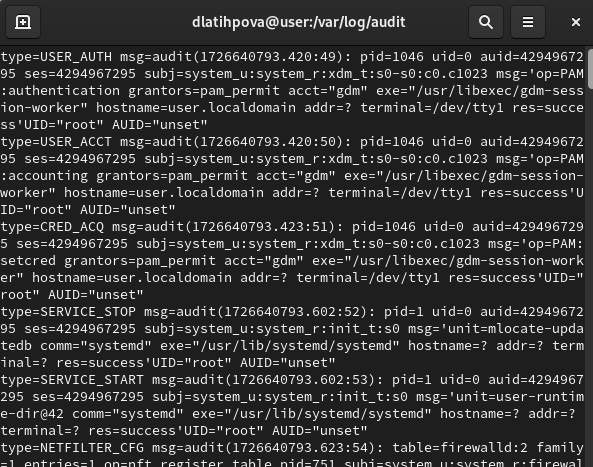 dlatihpova@user:/var/log/audit
type=USER_AUTH msg=audit(1726640793.420:49): pid=1046 uid=0 auid=42949672
95 ses=4294967295 subj=system_u:system_r:xdm_t:s0-s0:c0.c1023 msg='op=PAM
:authentication grantors=pam_permit acct="gdm" exe="/usr/libexec/gdm-sess
ion-worker" hostname=user.localdomain addr=? terminal=/dev/tty1 res=succe
ss'UID="root" AUID="unset"
type=USER_ACCT msg=audit(1726640793.420:50): pid=1046 uid=0 auid=42949672
95 ses=4294967295 subj=system_u:system_r:xdm_t:s0-s0:c0.c1023 msg='op=PAM
:accounting grantors=pam_permit acct="gdm" exe="/usr/libexec/gdm-session-
worker" hostname=user.localdomain addr=? terminal=/dev/tty1 res=success'U
ID="root" AUID="unset"
type=CRED_ACQ msg=audit(1726640793.423:51): pid=1046 uid=0 auid=429496729
5 ses=4294967295 subj=system_u:system_r:xdm_t:s0-s0:c0.c1023 msg='op=PAM:
setcred grantors=pam_permit acct="gdm" exe="/usr/libexec/gdm-session-work
er" hostname=user.localdomain addr=? terminal=/dev/tty1 res=success'UID="
root" AUID="unset"
type=SERVICE_STOP msg=audit(1726640793.602:52): pid=1 uid=0 auid=42949672
95 ses=4294967295 subj=system_u:system_r:init_t:s0 msg='unit=mlocate-upda
tedb comm="systemd" exe="/usr/lib/systemd/systemd" hostname=? addr=? term
inal=? res=success'UID="root" AUID="unset"
type=SERVICE_START msg=audit(1726640793.602:53): pid=1 uid=0 auid=4294967
295 ses=4294967295 subj=system_u:system_r:init_t:s0 msg='unit=user-runtim
e-dir@42 comm="systemd" exe="/usr/lib/systemd/systemd" hostname=? addr=?
terminal=? res=success'UID="root" AUID="unset"
type=NETFILTER_CFG msg=audit(1726640793.623:54): table=firewalld:2 family
=1 entries=1 op=nft_register_table pid=751 subj=system_u:system_r:firewal